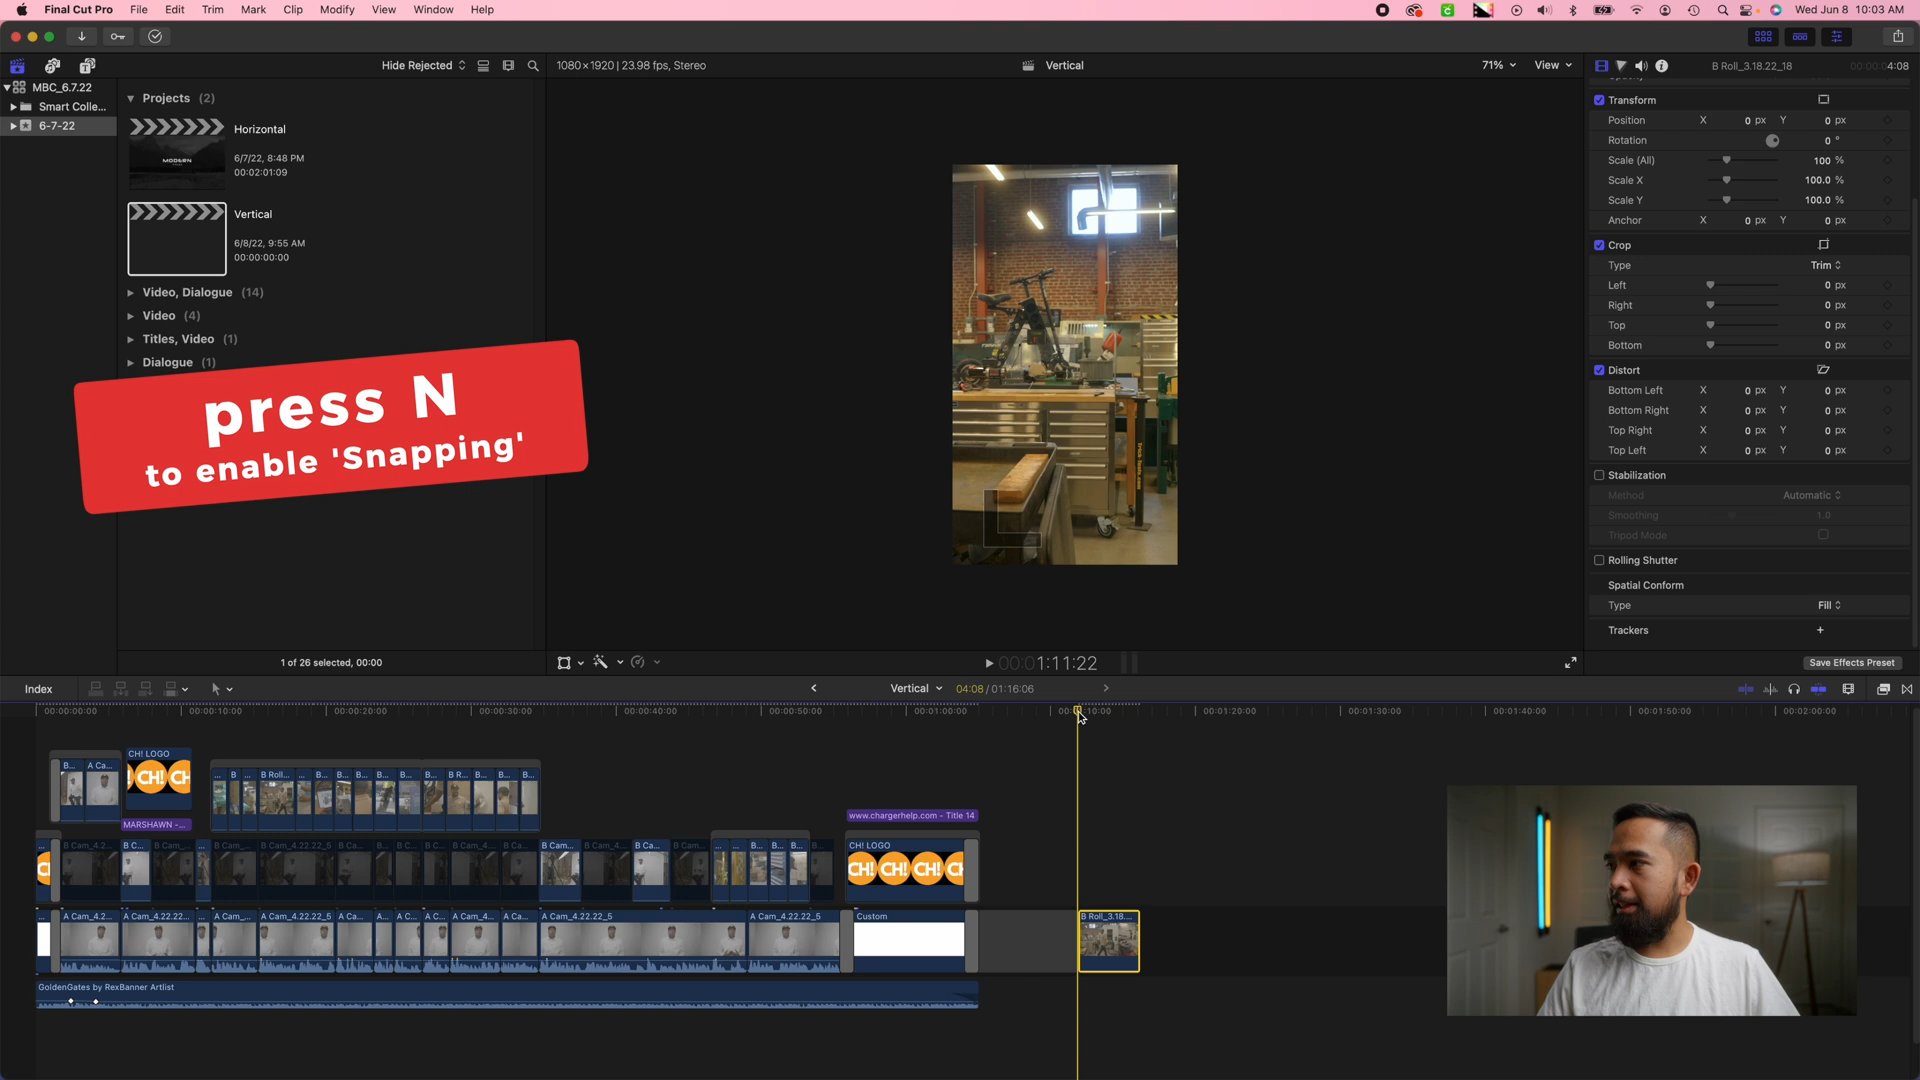 Final Cut Pro File Edit Trim Mark Clip Modify View Window Help
Wed Jun 8 10:03 AM
Hide Rejected
1080×1920 | 23.98 fps, Stereo
Vertical
71%
View
B Roll_3.18.22_18
4:08
MBC_6.7.22
Smart Colle...
6-7-22
Projects (2)
Horizontal
MODERN
6/7/22, 8:48 PM
00:02:01:09
Vertical
6/8/22, 9:55 AM
00:00:00:00
Video, Dialogue (14)
Video (4)
Titles, Video (1)
Dialogue (1)
press N
to enable 'Snapping'
1 of 26 selected, 00:00
Transform
Position X 0 px Y 0 px
Rotation 0 °
Scale (All) 100 %
Scale X 100.0 %
Scale Y 100.0 %
Anchor X 0 px Y 0 px
Crop
Type Trim
Left 0 px
Right 0 px
Top 0 px
Bottom 0 px
Distort
Bottom Left X 0 px Y 0 px
Bottom Right X 0 px Y 0 px
Top Right X 0 px Y 0 px
Top Left X 0 px Y 0 px
Stabilization
Method Automatic
Smoothing 1.0
Tripod Mode
Rolling Shutter
Spatial Conform
Type Fill
Trackers +
Save Effects Preset
00:00:01:11:22
Index
Vertical
04:08 / 01:16:06
00:00:00:00 00:00:10:00 00:00:20:00 00:00:30:00 00:00:40:00 00:00:50:00 00:01:00:00 00:01:10:00 00:01:20:00 00:01:30:00 00:01:40:00 00:01:50:00 00:02:00:00
CH! LOGO
B... A Ca...
CH! CH
... B ... B Roll... ... B... B... B... B... B... B R... B... B... B...
MARSHAWN -...
www.chargerhelp.com - Title 14
... ... B Cam_4.2... B C... B Cam_... ... B Cam_... B Cam_4.22.22_5 B Ca... B... B C... B C... B Cam_4... B Ca... B Cam... B Cam_4... B Ca... B Cam... ... ... B... B... B... B...
CH! LOGO
CH! CH! CH! CH
... A Cam_4.2... A Cam_4.22.22... ... A Cam_... A Cam_4.22.22_5 A Ca... A... A C... A C... A Cam_4... A Ca... A Cam_4.22.22_5 A Cam_4.22.22_5 Custom B Roll_3.18....
GoldenGates by RexBanner Artlist